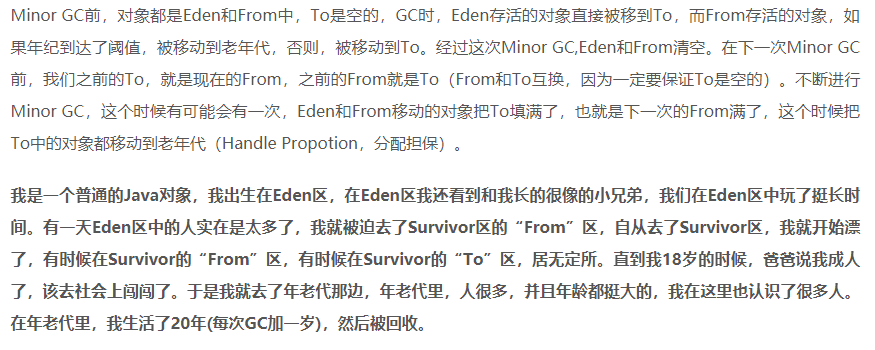 Minor GC前，对象都是Eden和From中，To是空的，GC时，Eden存活的对象直接被移到To，而From存活的对象，如
果年纪到达了阈值，被移动到老年代，否则，被移动到To。经过这次Minor GC,Eden和From清空。在下一次Minor GC
前，我们之前的To，就是现在的From，之前的From就是To（From和To互换，因为一定要保证To是空的）。不断进行
Minor GC，这个时候有可能会有一次，Eden和From移动的对象把To填满了，也就是下一次的From满了，这个时候把
To中的对象都移动到老年代（Handle Propotion，分配担保）。
我是一个普通的Java对象，我出生在Eden区，在Eden区我还看到和我长的很像的小兄弟，我们在Eden区中玩了挺长时
间。有一天Eden区中的人实在是太多了，我就被迫去了Survivor区的“From”区，自从去了Survivor区，我就开始漂
了，有时候在Survivor的“From”区，有时候在Survivor的“To”区，居无定所。直到我18岁的时候，爸爸说我成人
了，该去社会上闯闯了。于是我就去了年老代那边，年老代里，人很多，并且年龄都挺大的，我在这里也认识了很多人。
在年老代里，我生活了20年(每次GC加一岁)，然后被回收。